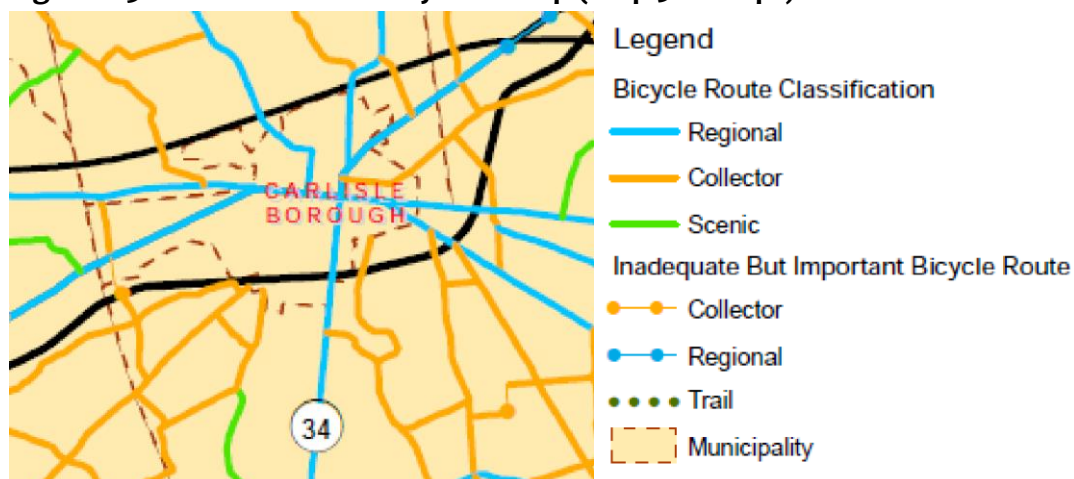 CARLISLE
BOROUGH
34
Legend
Bicycle Route Classification
Regional
Collector
Scenic
Inadequate But Important Bicycle Route
Collector
Regional
Trail
Municipality